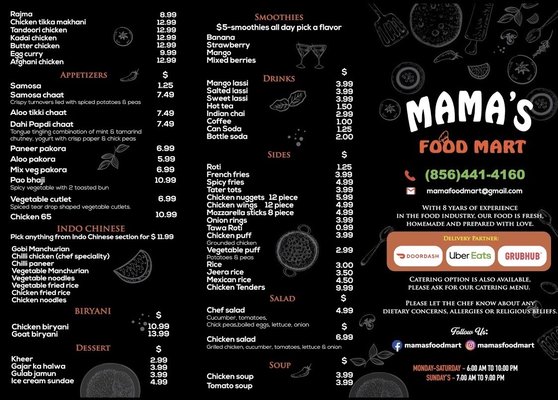 Rajma 8.99
Chicken tikka makhani 12.99
Tandoori chicken 12.99
Kadai chicken 12.99
Butter chicken 12.99
Egg curry 9.99
Afghani chicken 12.99
APPETIZERS $
Samosa 1.25
Samosa chaat 7.49
Crispy turnovers lied with spiced potatoes & peas
Aloo tikki chaat 7.49
Dahi Papdi chaat 7.49
Tongue tingling combination of mint & tamarind
chutney, yogurt with crisp paper & chick peas
Paneer pakora 6.99
Aloo pakora 5.99
Mix veg pakora 6.99
Pao bhaji 10.99
Spicy vegetable with 2 toasted bun
Vegetable cutlet 6.99
Spiced tear drop shaped vegetable cutlets.
Chicken 65 10.99
INDO CHINESE
Pick anything from Indo Chinese section for $ 11.99
Gobi Manchurian
Chilli chicken (chef speciality)
Chilli paneer
Vegetable Manchurian
Vegetable noodles
Vegetable fried rice
Chicken fried rice
Chicken noodles
BIRYANI $
Chicken biryani 10.99
Goat biryani 13.99
DESSERT $
Kheer 2.99
Gajar ka halwa 3.99
Gulab jamun 3.99
Ice cream sundae 4.99
SMOOTHIES
$5-smoothies all day pick a flavor
Banana
Strawberry
Mango
Mixed berries
DRINKS $
Mango lassi 3.99
Salted lassi 3.99
Sweet lassi 3.99
Hot tea 1.50
Indian chai 2.99
Coffee 1.00
Can Soda 1.25
Bottle soda 2.00
SIDES $
Roti 1.25
French fries 3.99
Spicy fries 4.99
Tater tots 3.99
Chicken nuggets 12 piece 5.99
Chicken wings 12 piece 4.99
Mozzarella sticks 8 piece 4.99
Onion rings 3.99
Tawa Roti 2.99
Chicken puff 3.99
Grounded chicken
Vegetable puff 2.99
Potatoes & peas
Rice 3.00
Jeera rice 3.50
Mexican rice 4.50
Chicken Tenders 9.99
SALAD $
Chef salad 4.99
Cucumber, tomatoes,
Chick peas,boiled eggs, lettuce, onion
Chicken salad 6.99
Grilled chicken, cucumber, tomatoes, lettuce & onion
SOUP $
Chicken soup 3.99
Tomato soup 3.99
MAMA'S
FOOD MART
(856)441-4160
mamafoodmart@gmail.com
WITH 8 YEARS OF EXPERIENCE
IN THE FOOD INDUSTRY, OUR FOOD IS FRESH,
HOMEMADE AND PREPARED WITH LOVE.
DELIVERY PARTNER:
DOORDASH Uber Eats GRUBHUB
CATERING OPTION IS ALSO AVAILABLE,
PLEASE ASK FOR OUR CATERING MENU.
PLEASE LET THE CHEF KNOW ABOUT ANY
DIETARY CONCERNS, ALLERGIES OR RELIGIOUS BELIEFS.
Follow Us:
mamasfoodmart mamasfoodmart
MONDAY-SATURDAY - 6.00 AM TO 10:00 PM
SUNDAY'S - 7.00 AM TO 9.00 PM